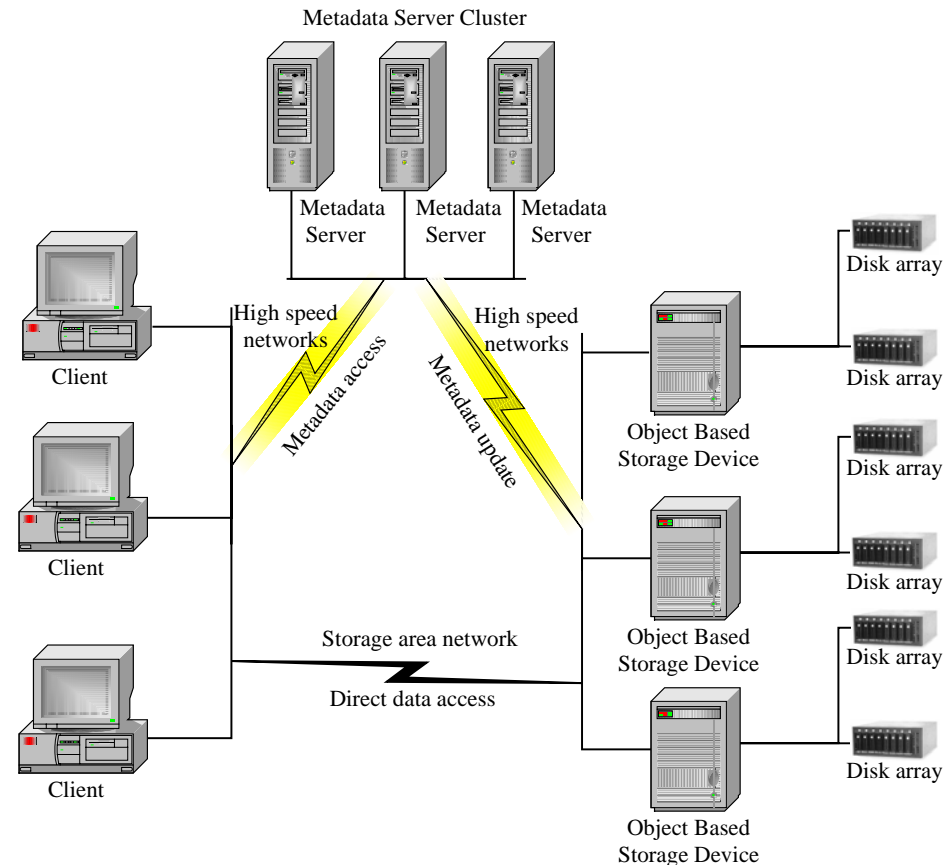 Metadata Server Cluster
Metadata
Server
Metadata
Server
Metadata
Server
Client
High speed
networks
Metadata access
High speed
networks
Metadata update
Disk array
Disk array
Object Based
Storage Device
Disk array
Client
Disk array
Object Based
Storage Device
Disk array
Storage area network
Direct data access
Client
Disk array
Object Based
Storage Device